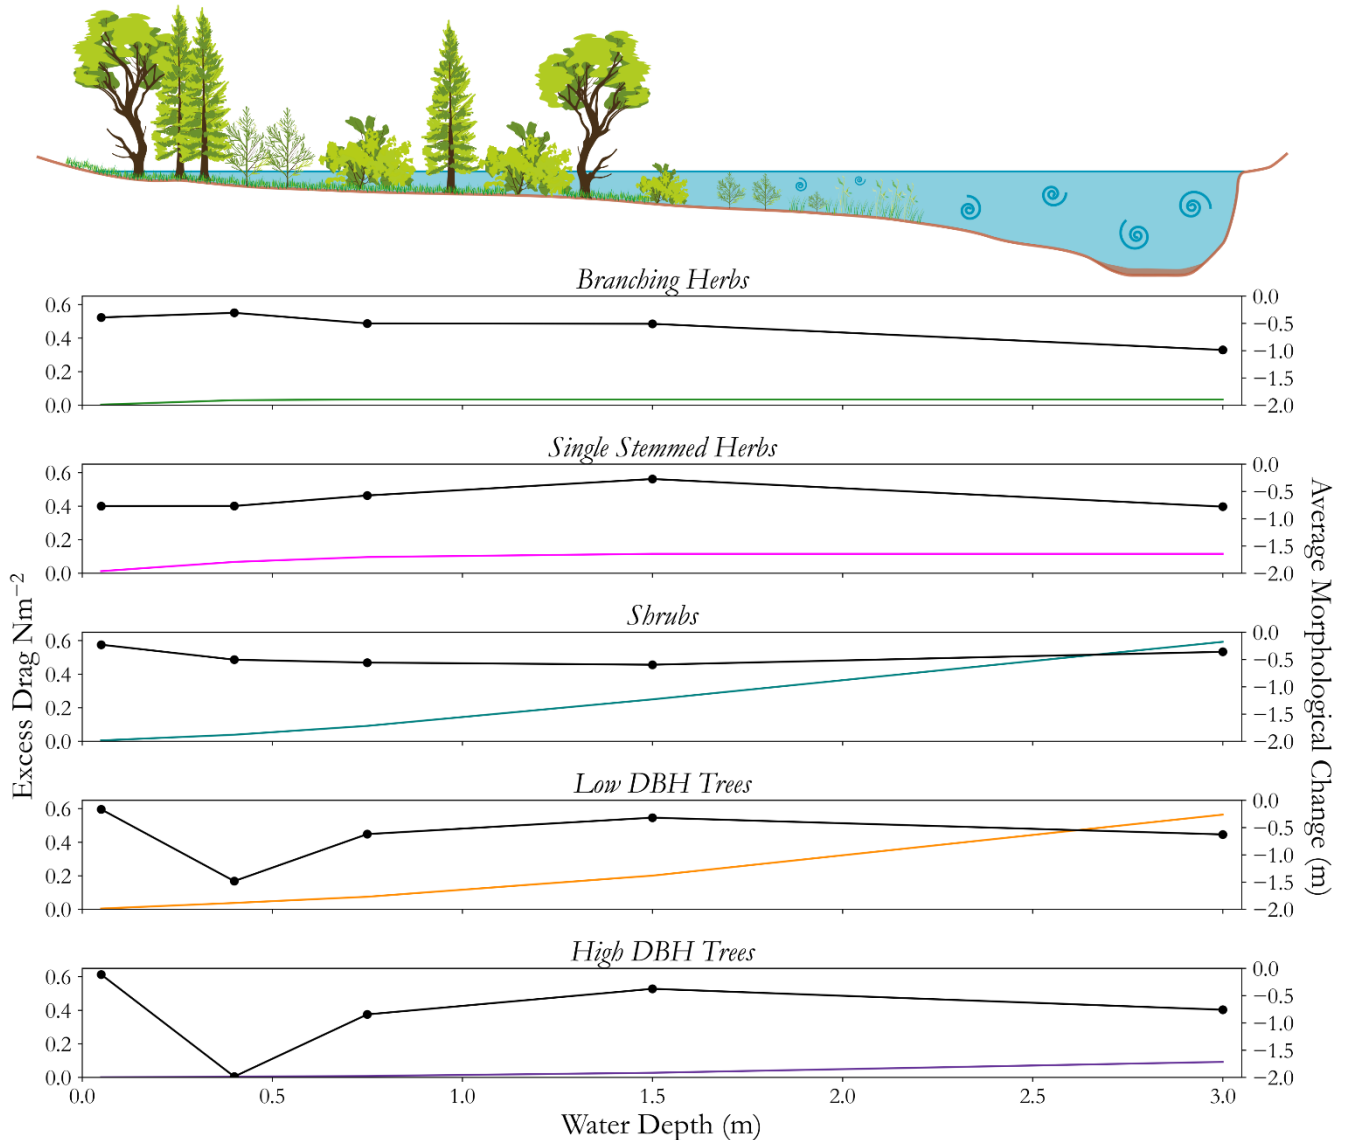 Branching Herbs
0.6 0.0
0.4 −0.5
−1.0
0.2 −1.5
0.0 −2.0
Single Stemmed Herbs
0.6 0.0
0.4 −0.5
−1.0
0.2 −1.5
0.0 −2.0
Shrubs
0.6 0.0
0.4 −0.5
−1.0
0.2 −1.5
0.0 −2.0
Low DBH Trees
0.6 0.0
0.4 −0.5
−1.0
0.2 −1.5
0.0 −2.0
High DBH Trees
0.6 0.0
0.4 −0.5
−1.0
0.2 −1.5
0.0 −2.0
0.0 0.5 1.0 1.5 2.0 2.5 3.0
Water Depth (m)
Excess Drag Nm⁻²
Average Morphological Change (m)